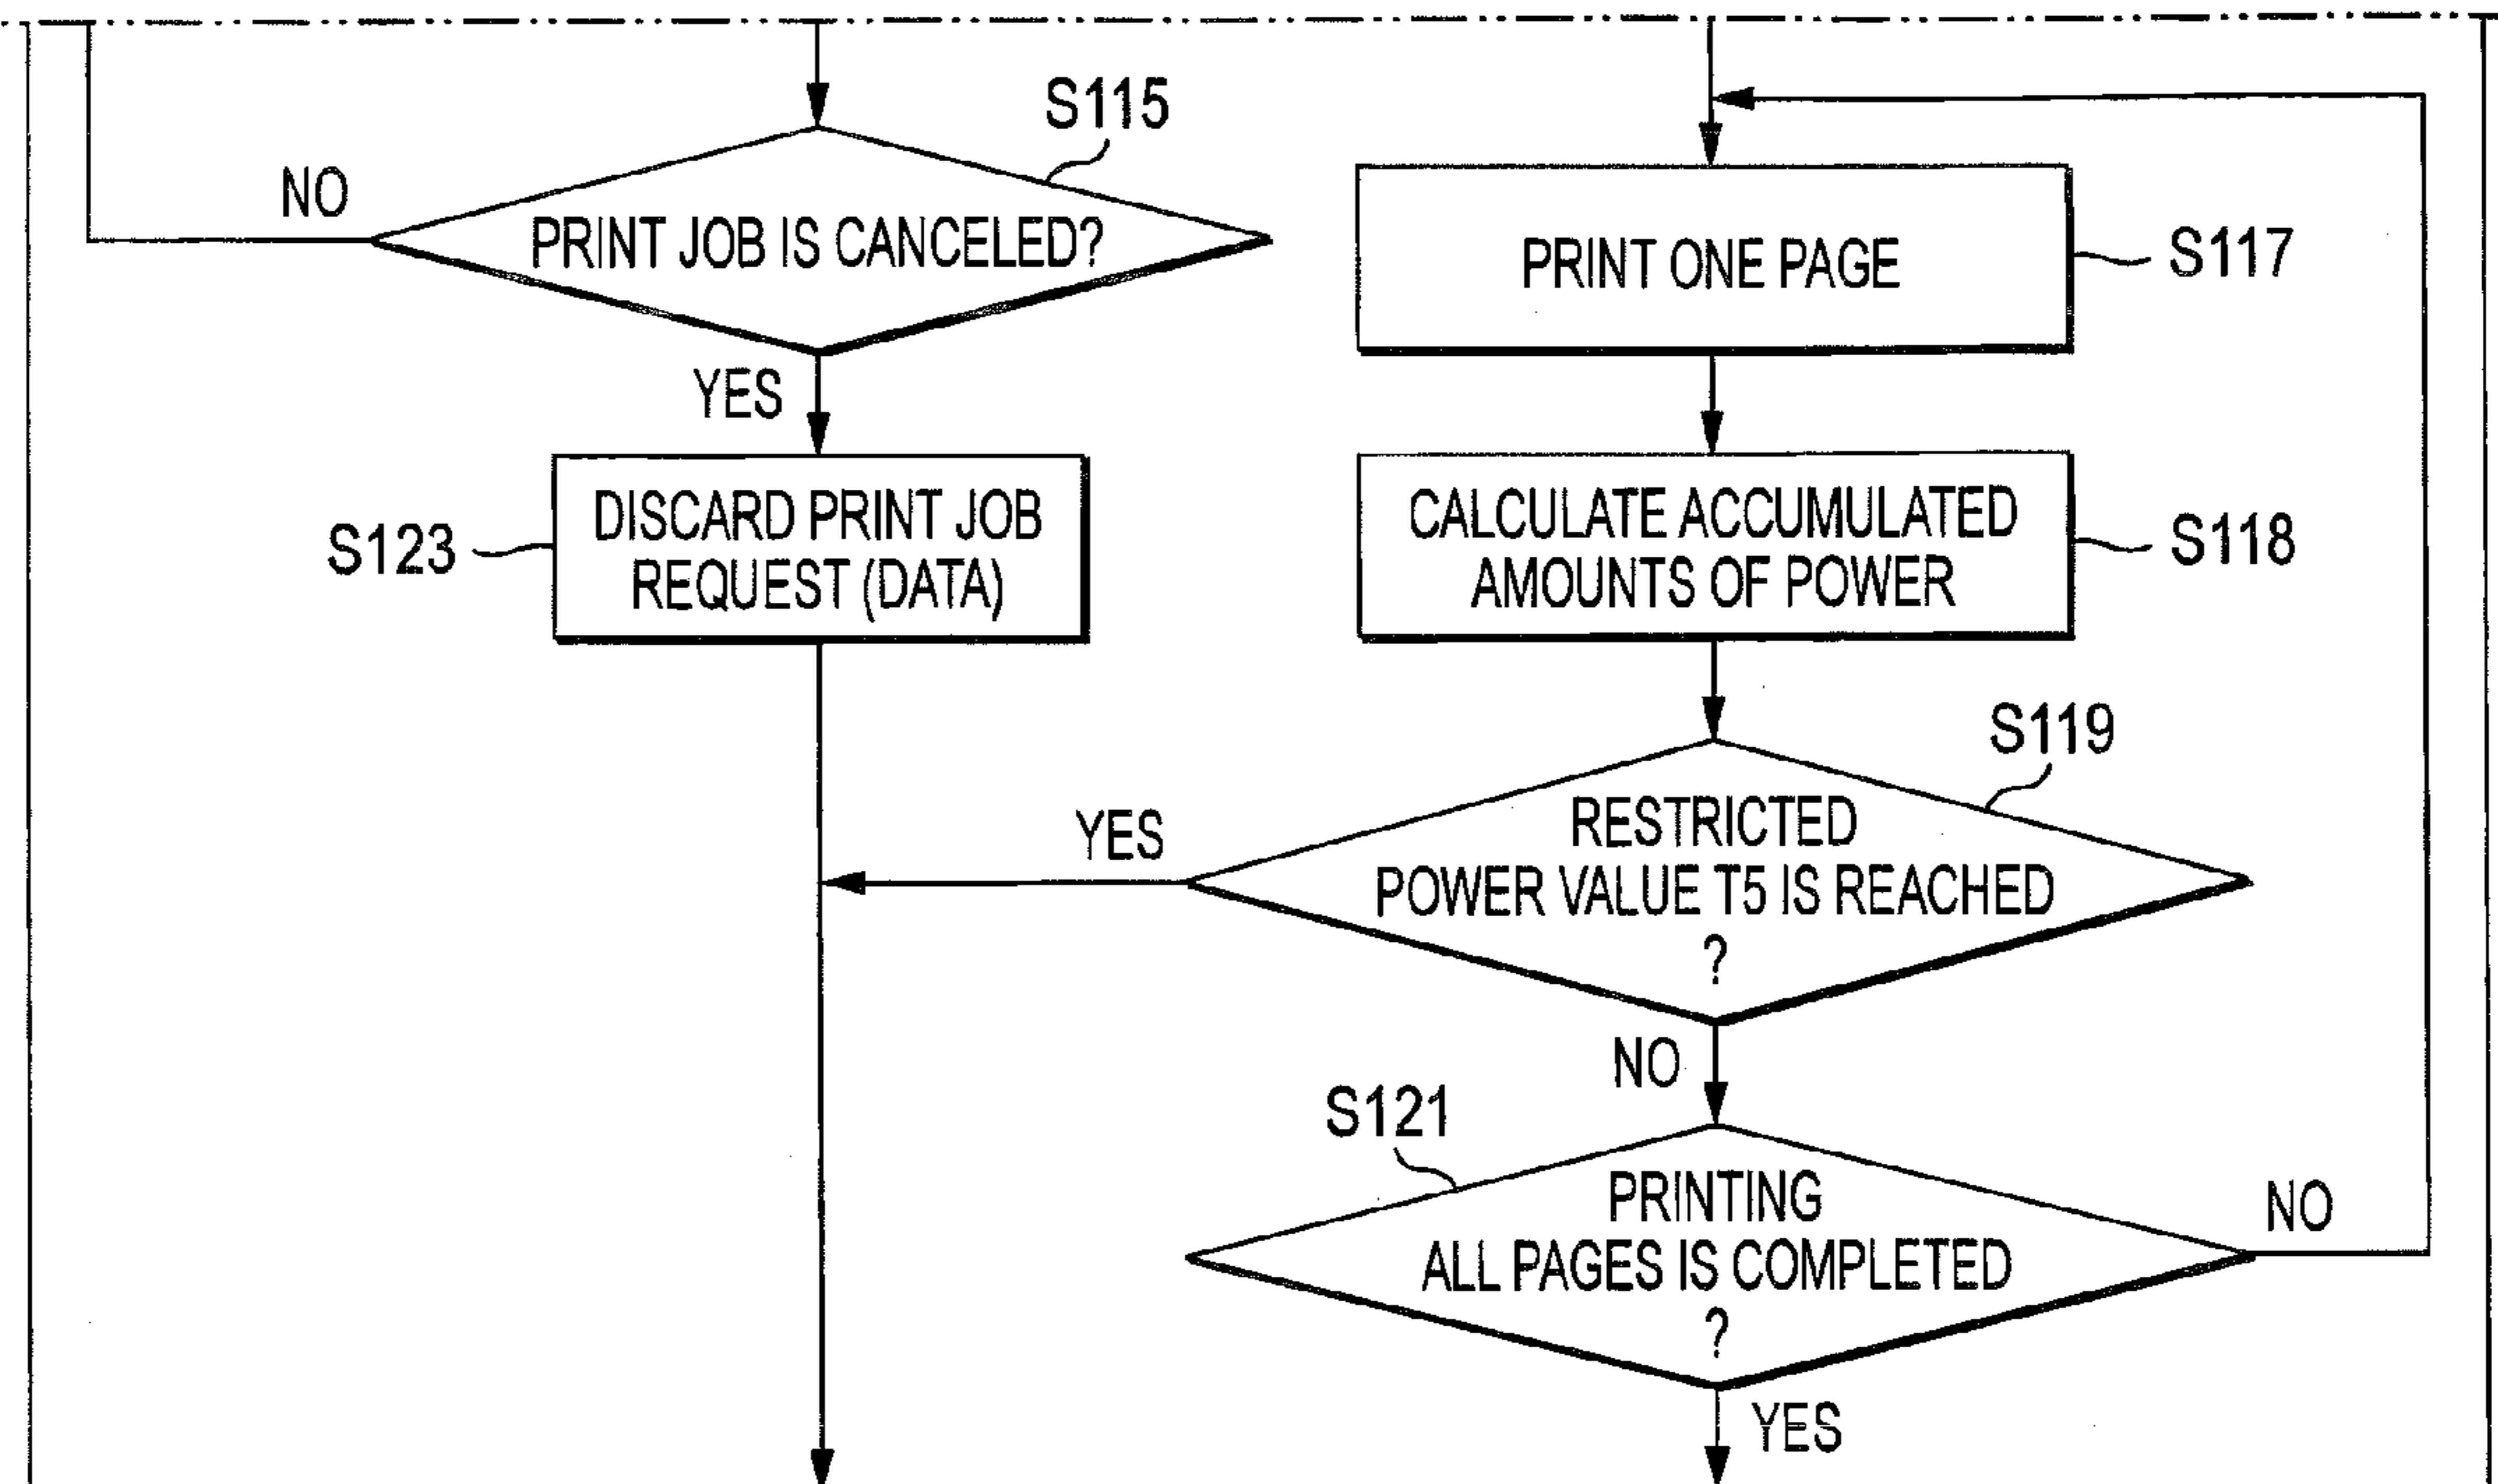 S115
NO
PRINT JOB IS CANCELED?
YES
S123
DISCARD PRINT JOB
REQUEST (DATA)
PRINT ONE PAGE
S117
CALCULATE ACCUMULATED
AMOUNTS OF POWER
S118
S119
RESTRICTED
POWER VALUE T5 IS REACHED
?
YES
NO
S121
PRINTING
ALL PAGES IS COMPLETED
?
NO
YES